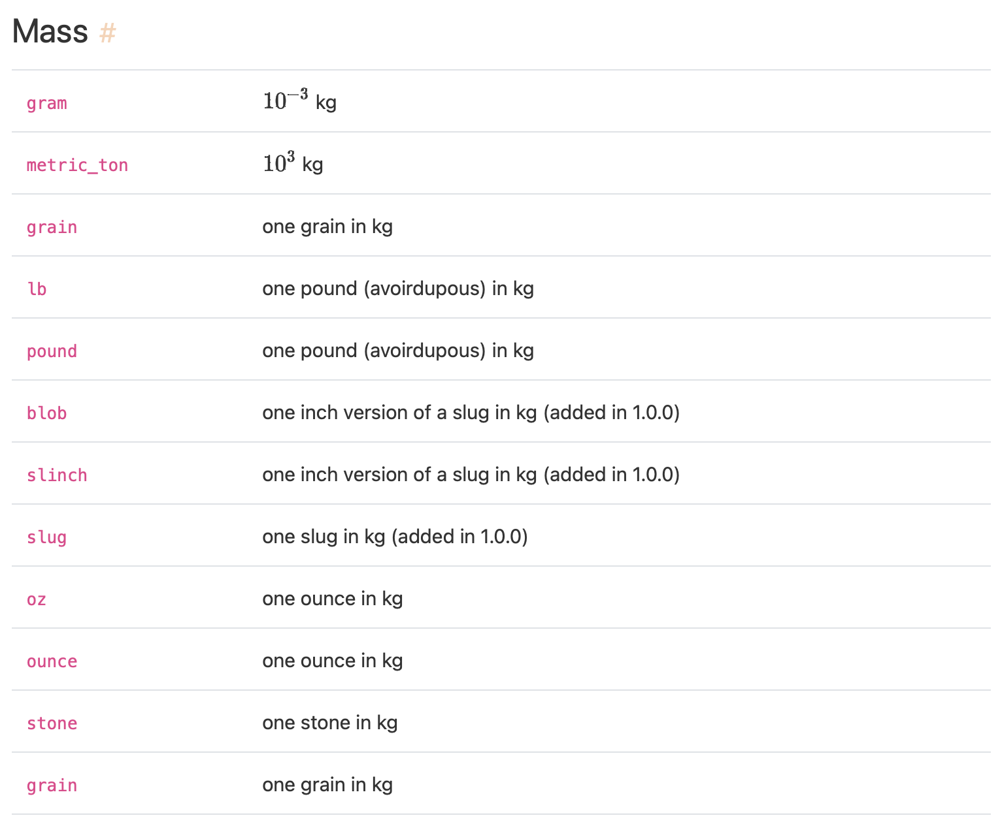 Mass #
gram 10⁻³ kg
metric_ton 10³ kg
grain one grain in kg
lb one pound (avoirdupous) in kg
pound one pound (avoirdupous) in kg
blob one inch version of a slug in kg (added in 1.0.0)
slinch one inch version of a slug in kg (added in 1.0.0)
slug one slug in kg (added in 1.0.0)
oz one ounce in kg
ounce one ounce in kg
stone one stone in kg
grain one grain in kg